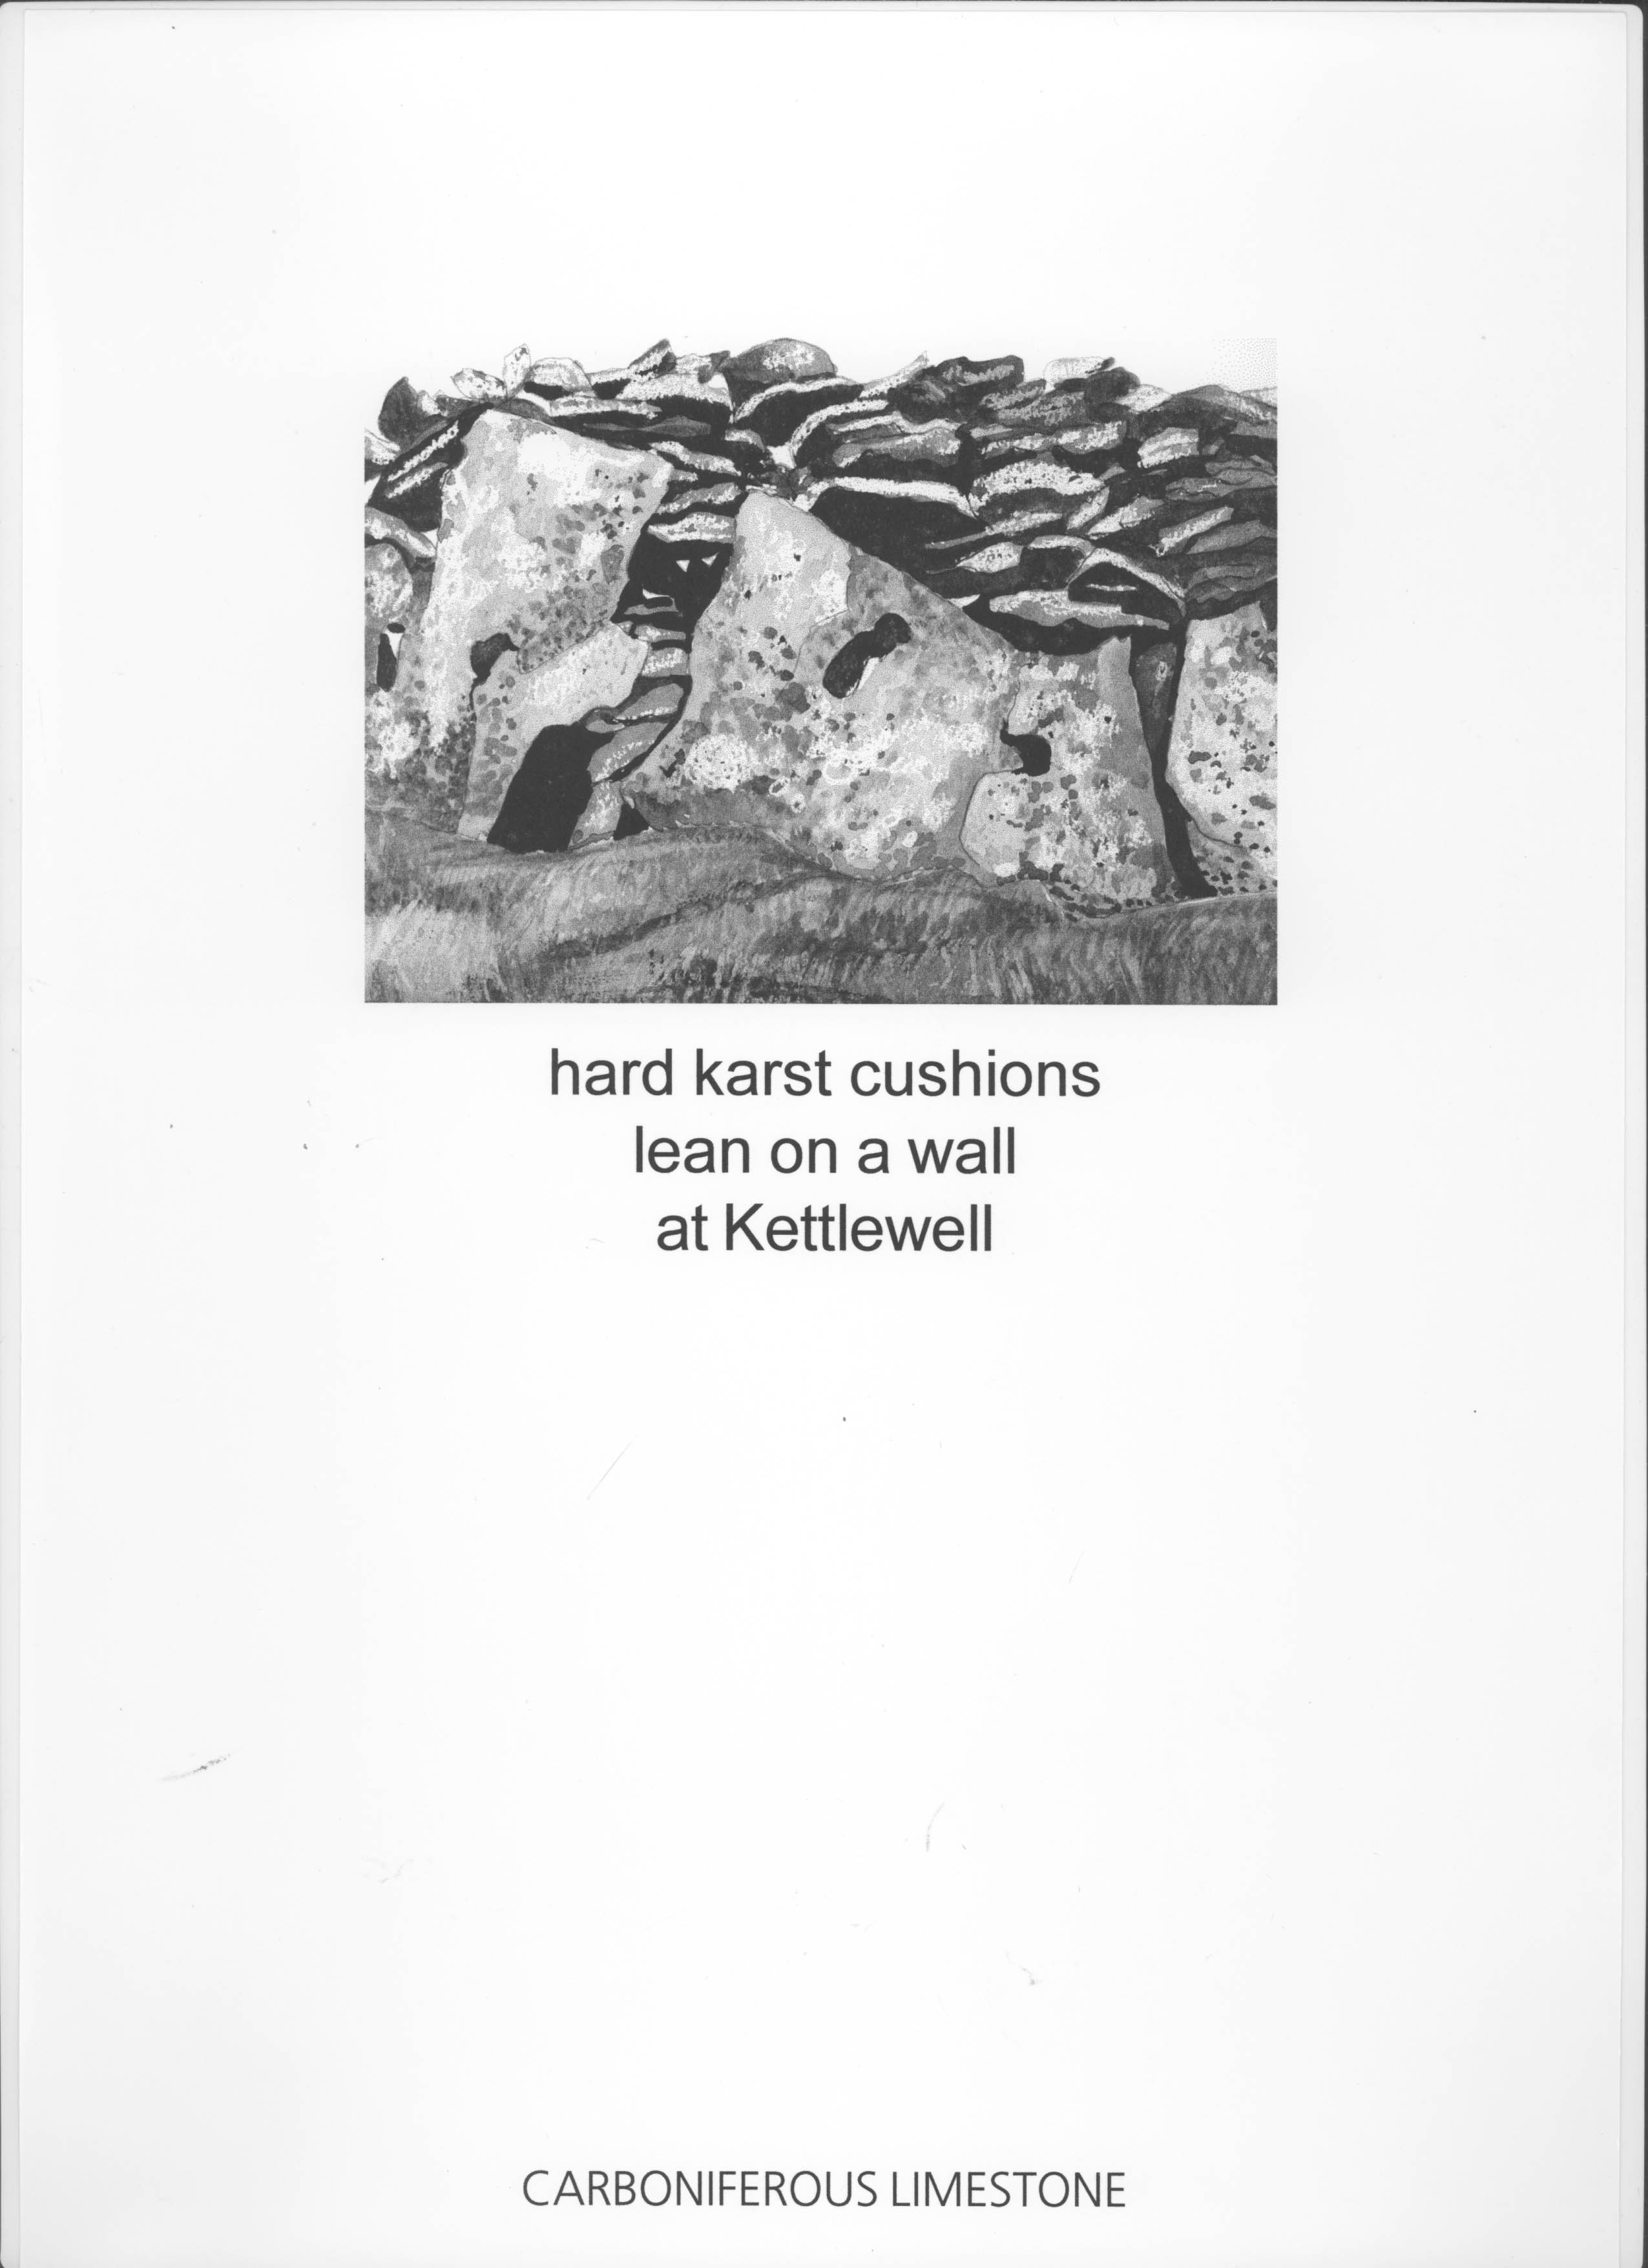 hard karst cushions
lean on a wall
at Kettlewell
CARBONIFEROUS LIMESTONE